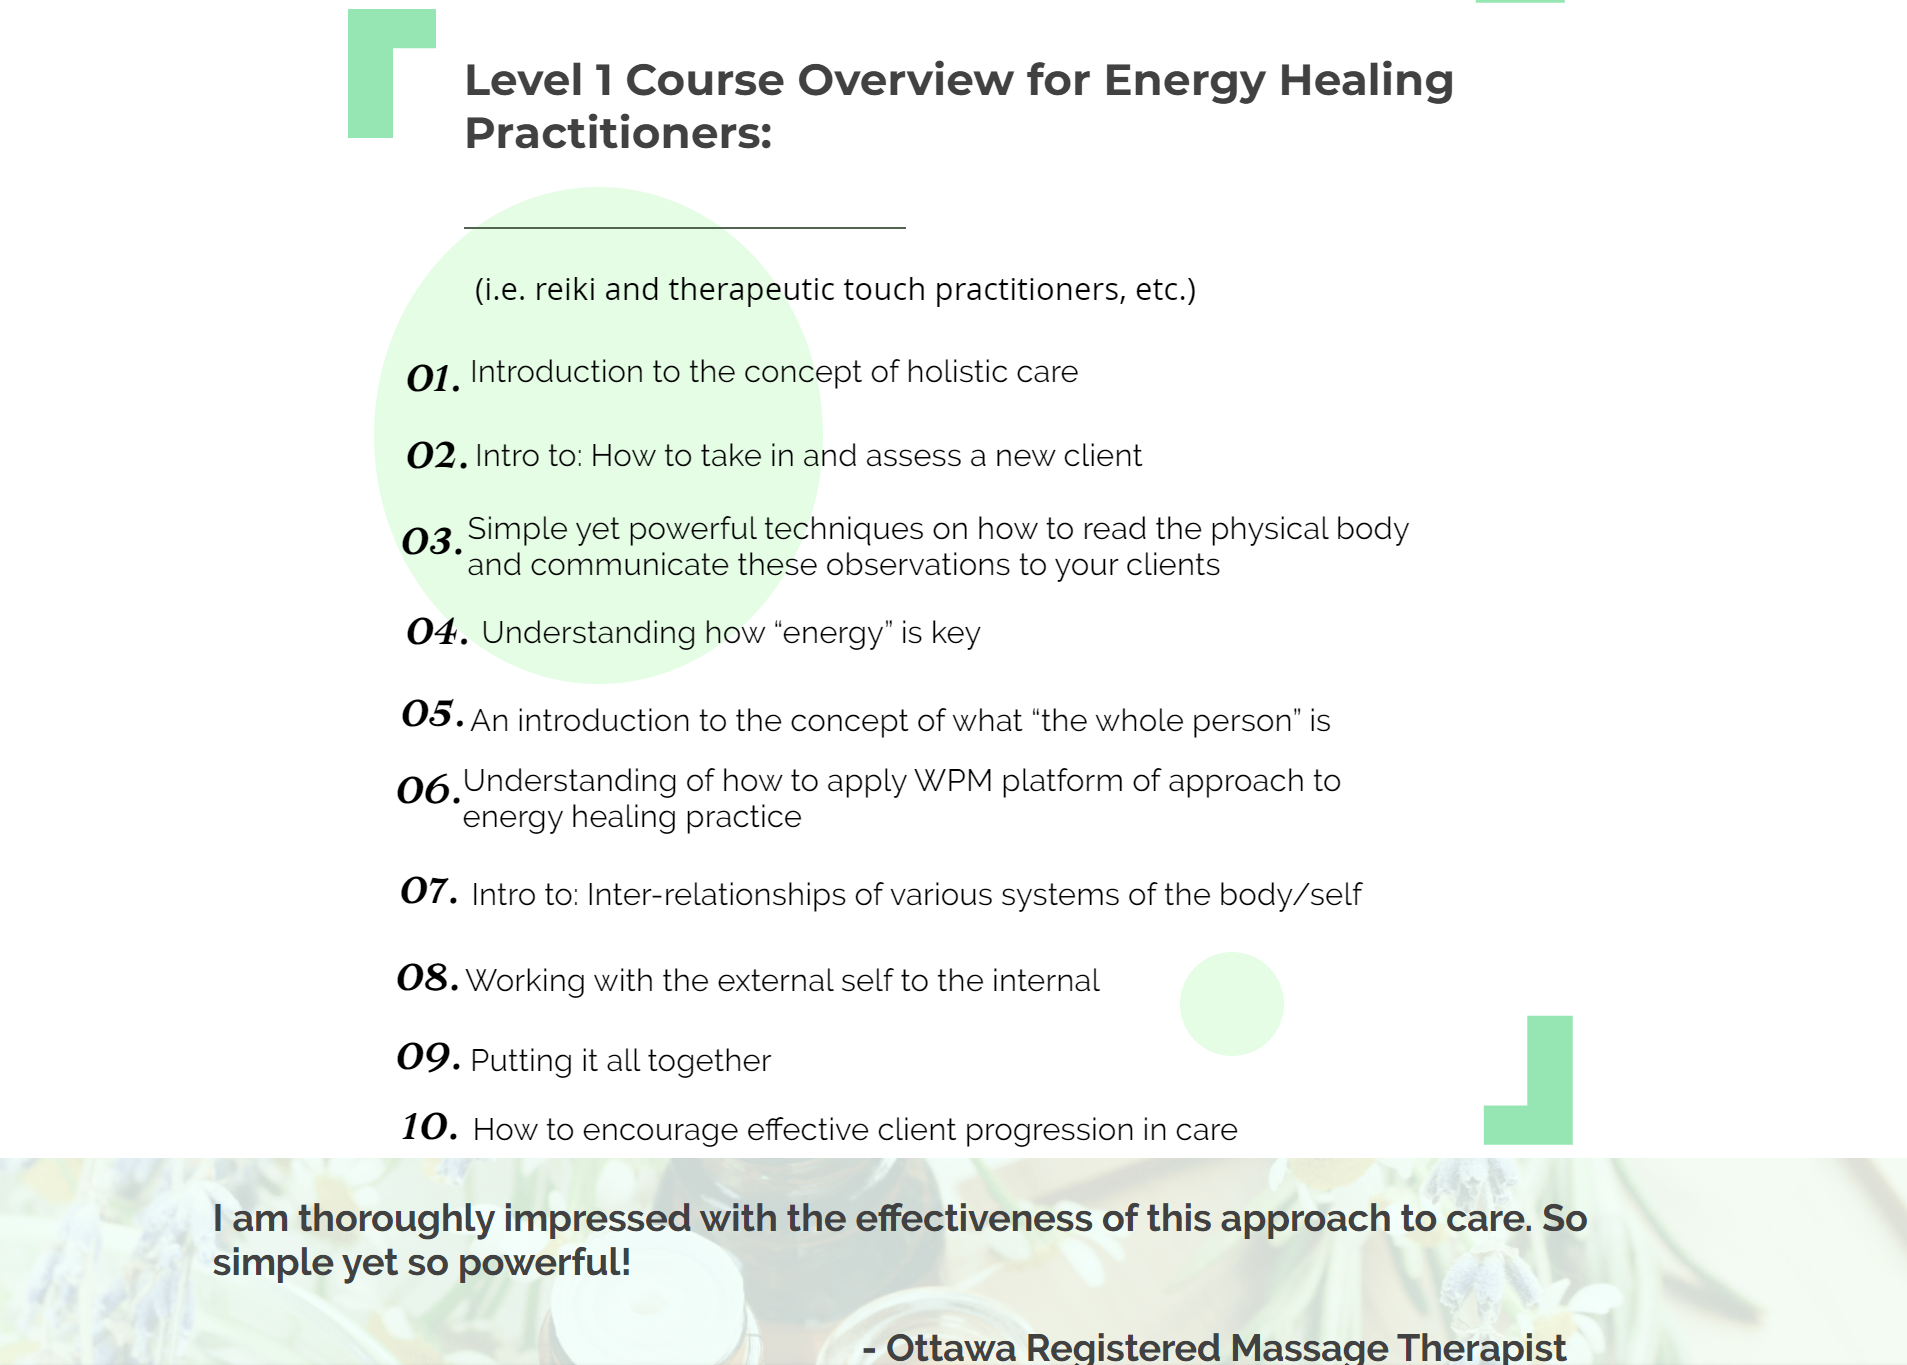 Level 1 Course Overview for Energy Healing
Practitioners:
(i.e. reiki and therapeutic touch practitioners, etc.)
01. Introduction to the concept of holistic care
02. Intro to: How to take in and assess a new client
03. Simple yet powerful techniques on how to read the physical body
and communicate these observations to your clients
04. Understanding how “energy” is key
05. An introduction to the concept of what “the whole person” is
06. Understanding of how to apply WPM platform of approach to
energy healing practice
07. Intro to: Inter-relationships of various systems of the body/self
08. Working with the external self to the internal
09. Putting it all together
10. How to encourage effective client progression in care
I am thoroughly impressed with the effectiveness of this approach to care. So
simple yet so powerful!
- Ottawa Registered Massage Therapist